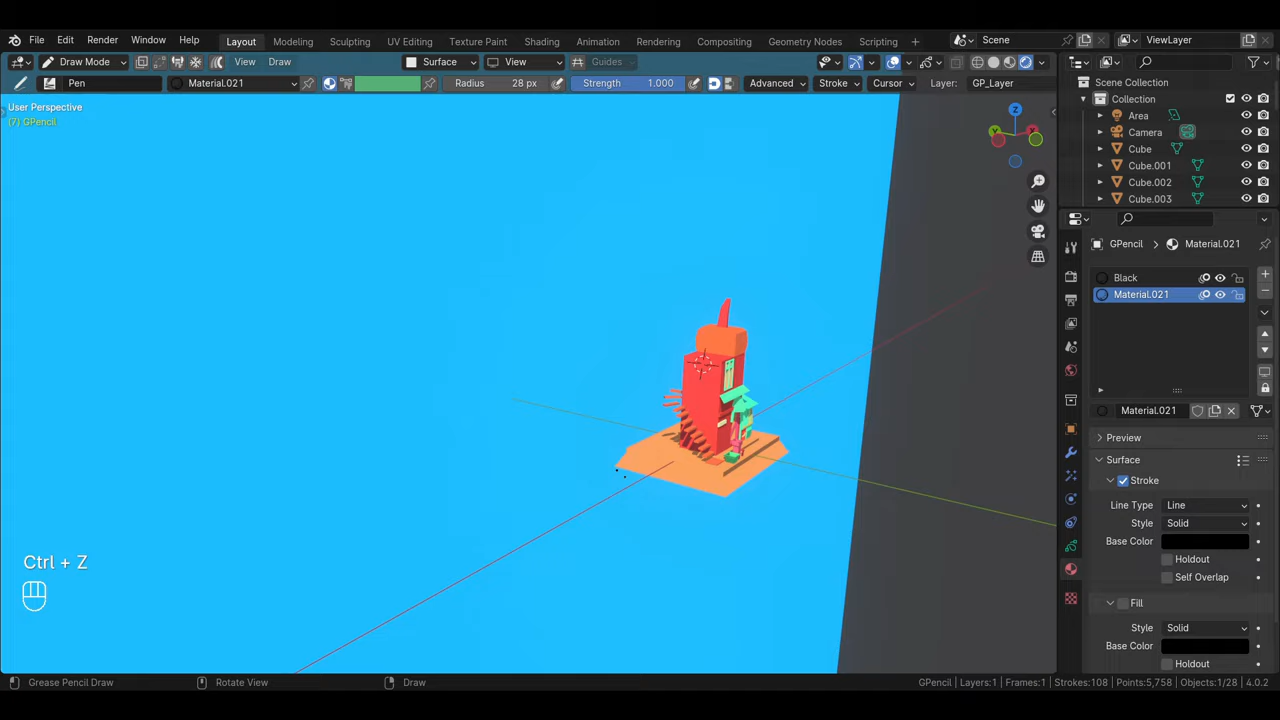 File Edit Render Window Help Layout Modeling Sculpting UV Editing Texture Paint Shading Animation Rendering Compositing Geometry Nodes Scripting + Scene ViewLayer
Draw Mode View Draw Surface View Guides
Pen Material.021 Radius 28 px Strength 1.000 Advanced Stroke Cursor Layer: GP_Layer
Scene Collection
Collection
Area
Camera
Cube
Cube.001
Cube.002
Cube.003
User Perspective
(7) GPencil
Z
Y
X
GPencil > Material.021
Black
Material.021
Material.021
Preview
Surface
Stroke
Line Type Line
Style Solid
Base Color
Holdout
Self Overlap
Fill
Style Solid
Base Color
Holdout
Ctrl + Z
Grease Pencil Draw Rotate View Draw GPencil | Layers:1 | Frames:1 | Strokes:108 | Points:5,758 | Objects:1/28 | 4.0.2